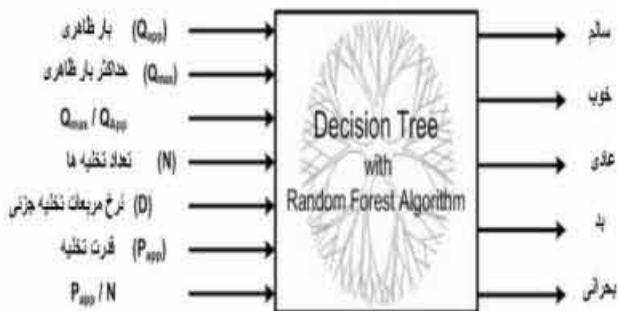 بار ظاهری (Qapp)
حداکثر بار ظاهری (Qmax)
Qmax / QApp
تعداد تخلیه ها (N)
نرخ مربعات تخلیه جزئی (D)
قدرت تخلیه (Papp)
Papp / N
Decision Tree
with
Random Forest Algorithm
سالم
خوب
عادی
بد
بحرانی